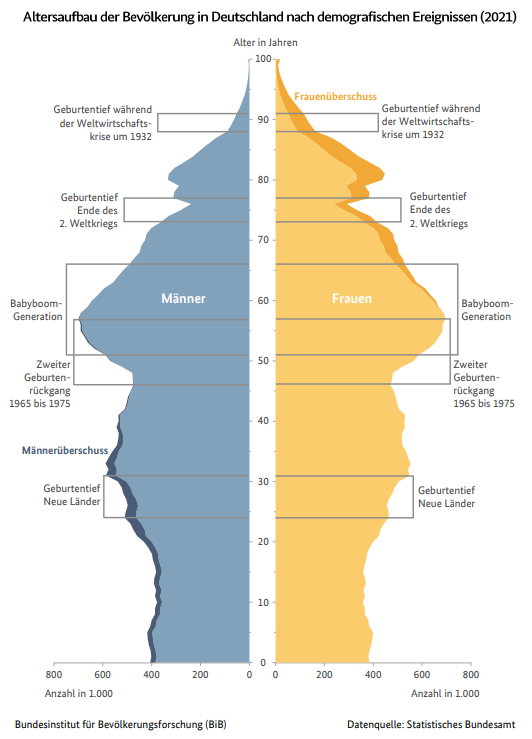 Altersaufbau der Bevölkerung in Deutschland nach demografischen Ereignissen (2021)
Alter in Jahren
100
Frauenüberschuss
Geburtentief während
der Weltwirtschafts-
krise um 1932
90
Geburtentief während
der Weltwirtschafts-
krise um 1932
80
Geburtentief
Ende des
2. Weltkriegs
Geburtentief
Ende des
2. Weltkriegs
70
Babyboom-
Generation
Männer
60
Frauen
Babyboom-
Generation
50
Zweiter
Geburten-
rückgang
1965 bis 1975
Zweiter
Geburten-
rückgang
1965 bis 1975
40
Männerüberschuss
30
Geburtentief
Neue Länder
Geburtentief
Neue Länder
20
10
0
800 600 400 200 0 0 200 400 600 800
Anzahl in 1.000 Anzahl in 1.000
Bundesinstitut für Bevölkerungsforschung (BiB) Datenquelle: Statistisches Bundesamt